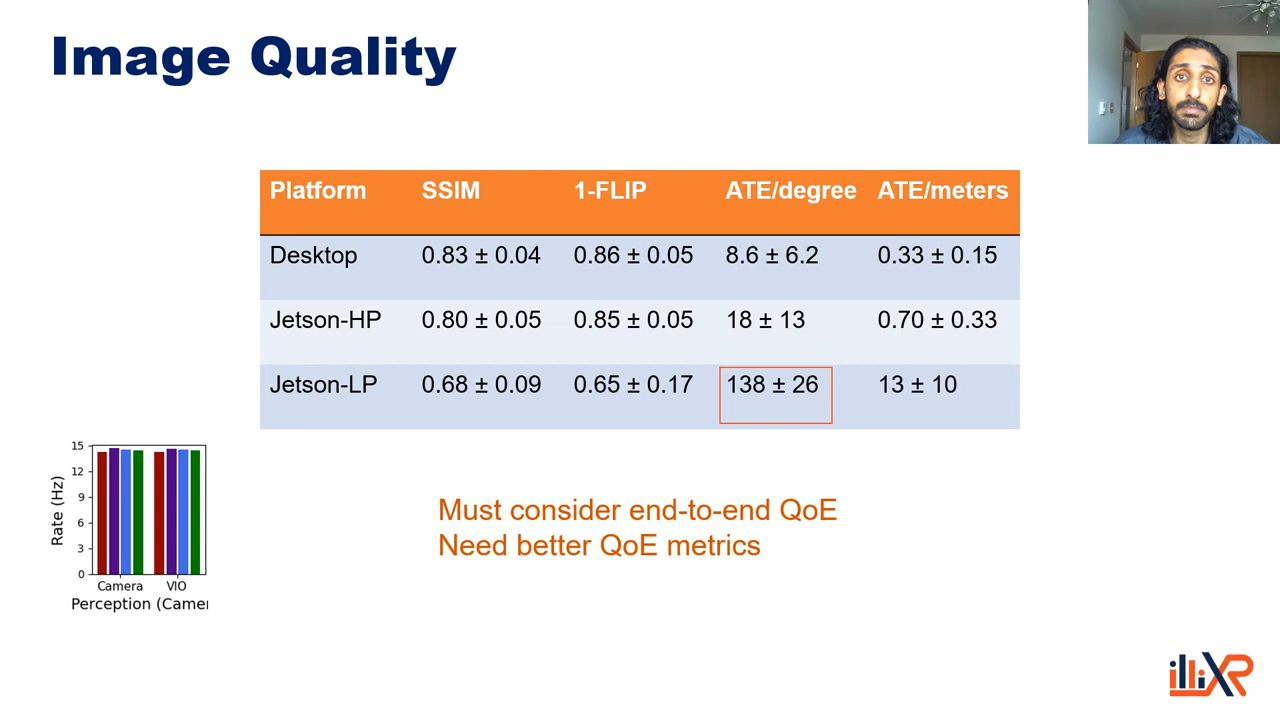 Image Quality
Platform SSIM 1-FLIP ATE/degree ATE/meters
Desktop 0.83 ± 0.04 0.86 ± 0.05 8.6 ± 6.2 0.33 ± 0.15
Jetson-HP 0.80 ± 0.05 0.85 ± 0.05 18 ± 13 0.70 ± 0.33
Jetson-LP 0.68 ± 0.09 0.65 ± 0.17 138 ± 26 13 ± 10
15
12
9
6
3
0
Rate (Hz)
Camera VIO
Perception (Camer
Must consider end-to-end QoE
Need better QoE metrics
illiXR